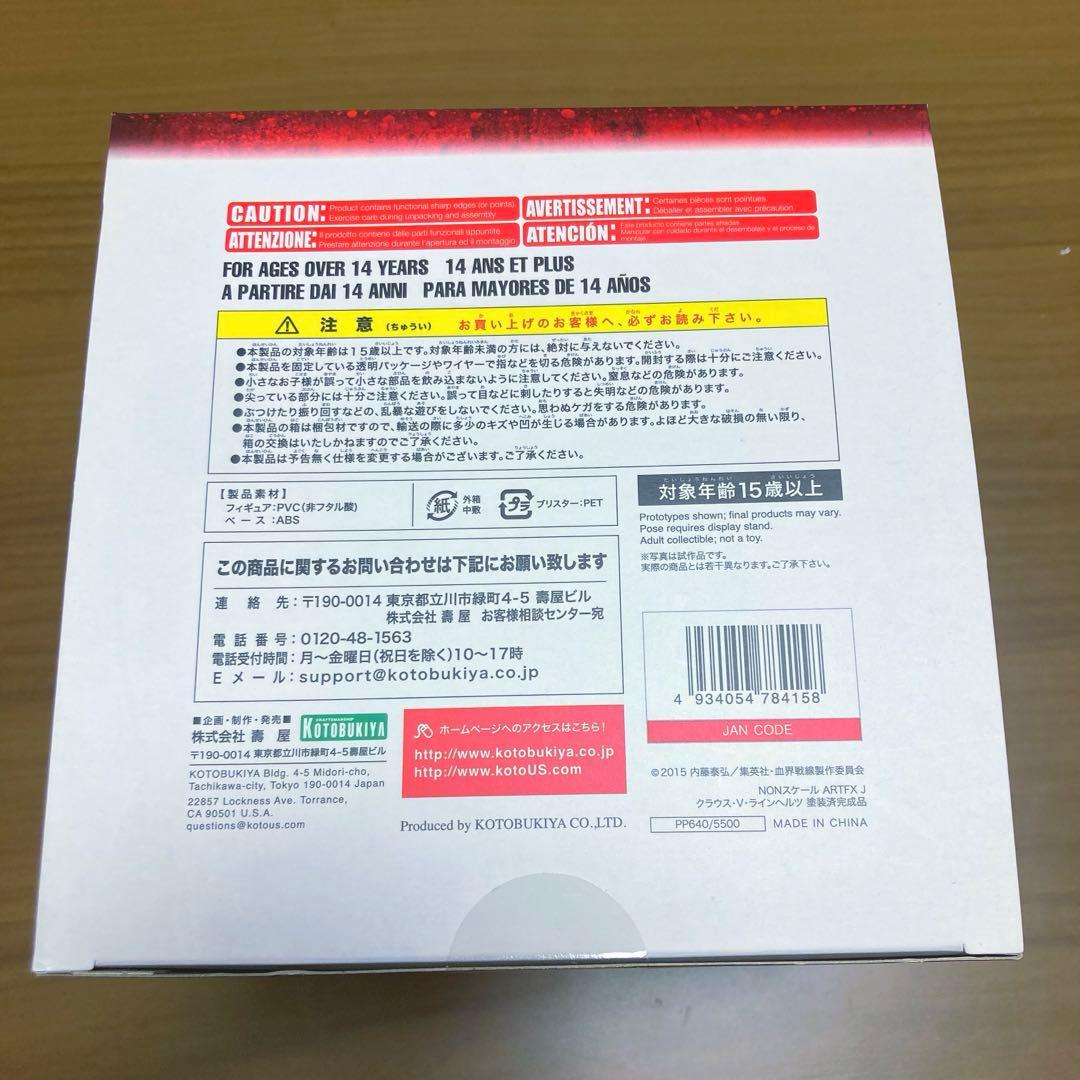 CAUTION: Product contains functional sharp edges (or points).
Exercise care during unpacking and assembly.
AVERTISSEMENT: Certaines pièces sont pointues.
Déballer et assembler avec précaution.
ATTENZIONE: Il prodotto contiene delle parti funzionali appuntite.
Prestare attenzione durante l'apertura ed il montaggio.
ATENCIÓN: Este producto contiene partes afiladas.
Manipular con cuidado durante el desembalaje y el proceso de
montaje.
FOR AGES OVER 14 YEARS 14 ANS ET PLUS
A PARTIRE DAI 14 ANNI PARA MAYORES DE 14 AÑOS
注意(ちゅうい) お買い上げのお客様へ、必ずお読み下さい。
●本製品の対象年齢は15歳以上です。対象年齢未満の方には、絶対に与えないでください。
●本製品を固定している透明パッケージやワイヤーで指などを切る危険があります。開封する際は十分にご注意ください。
●小さなお子様が誤って小さな部品を飲み込まないように注意してください。窒息などの危険があります。
●尖っている部分には十分ご注意ください。誤って目などに刺したりすると失明などの危険があります。
●ぶつけたり振り回すなどの、乱暴な遊びをしないでください。思わぬケガをする危険があります。
●本製品の箱は梱包材ですので、輸送の際に多少のキズや凹が生じる場合があります。よほど大きな破損の無い限り、
箱の交換はいたしかねますのでご了承ください。
●本製品は予告無く仕様を変更する場合がございます。ご了承ください。
【製品素材】
フィギュア:PVC(非フタル酸)
ベース:ABS
紙 外箱
中敷
プラ ブリスター:PET
対象年齢15歳以上
Prototypes shown; final products may vary.
Pose requires display stand.
Adult collectible; not a toy.
※写真は試作品です。
実際の商品とは若干異なります。ご了承下さい。
この商品に関するお問い合わせは下記にお願い致します
連絡先:〒190-0014 東京都立川市緑町4-5 壽屋ビル
株式会社 壽屋 お客様相談センター宛
電話番号:0120-48-1563
電話受付時間:月〜金曜日(祝日を除く)10〜17時
Eメール:support@kotobukiya.co.jp
4 934054 784158
JAN CODE
■企画・制作・発売■
株式会社 壽屋
CRAFTSMANSHIP
KOTOBUKIYA
〒190-0014 東京都立川市緑町4-5壽屋ビル
KOTOBUKIYA Bldg. 4-5 Midori-cho,
Tachikawa-city, Tokyo 190-0014 Japan
22857 Lockness Ave. Torrance,
CA 90501 U.S.A.
questions@kotous.com
ホームページへのアクセスはこちら!
http://www.kotobukiya.co.jp
http://www.kotoUS.com
Produced by KOTOBUKIYA CO.,LTD.
©2015 内藤泰弘/集英社・血界戦線製作委員会
NONスケール ARTFX J
クラウス・V・ラインヘルツ 塗装済完成品
PP640/5500 MADE IN CHINA